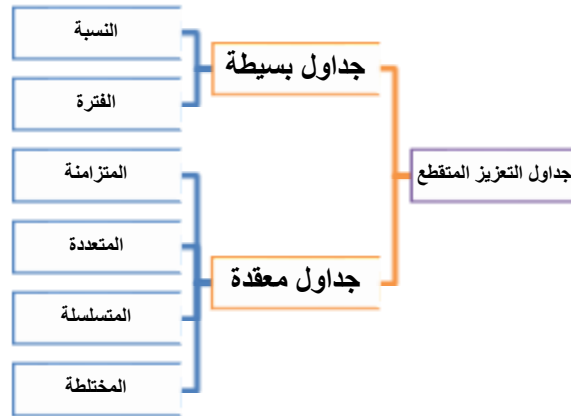 جداول التعزيز المتقطع
جداول بسيطة
النسبة
الفترة
جداول معقدة
المتزامنة
المتعددة
المتسلسلة
المختلطة